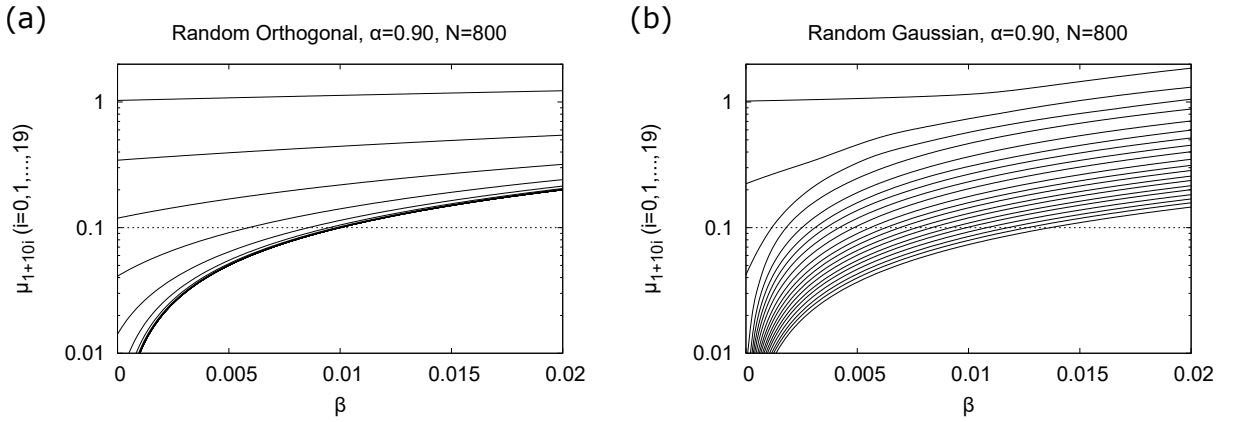 (a)
Random Orthogonal, α=0.90, N=800
μ1+10i (i=0,1,...,19)
1
0.1
0.01
0
0.005
0.01
0.015
0.02
β
(b)
Random Gaussian, α=0.90, N=800
μ1+10i (i=0,1,...,19)
1
0.1
0.01
0
0.005
0.01
0.015
0.02
β